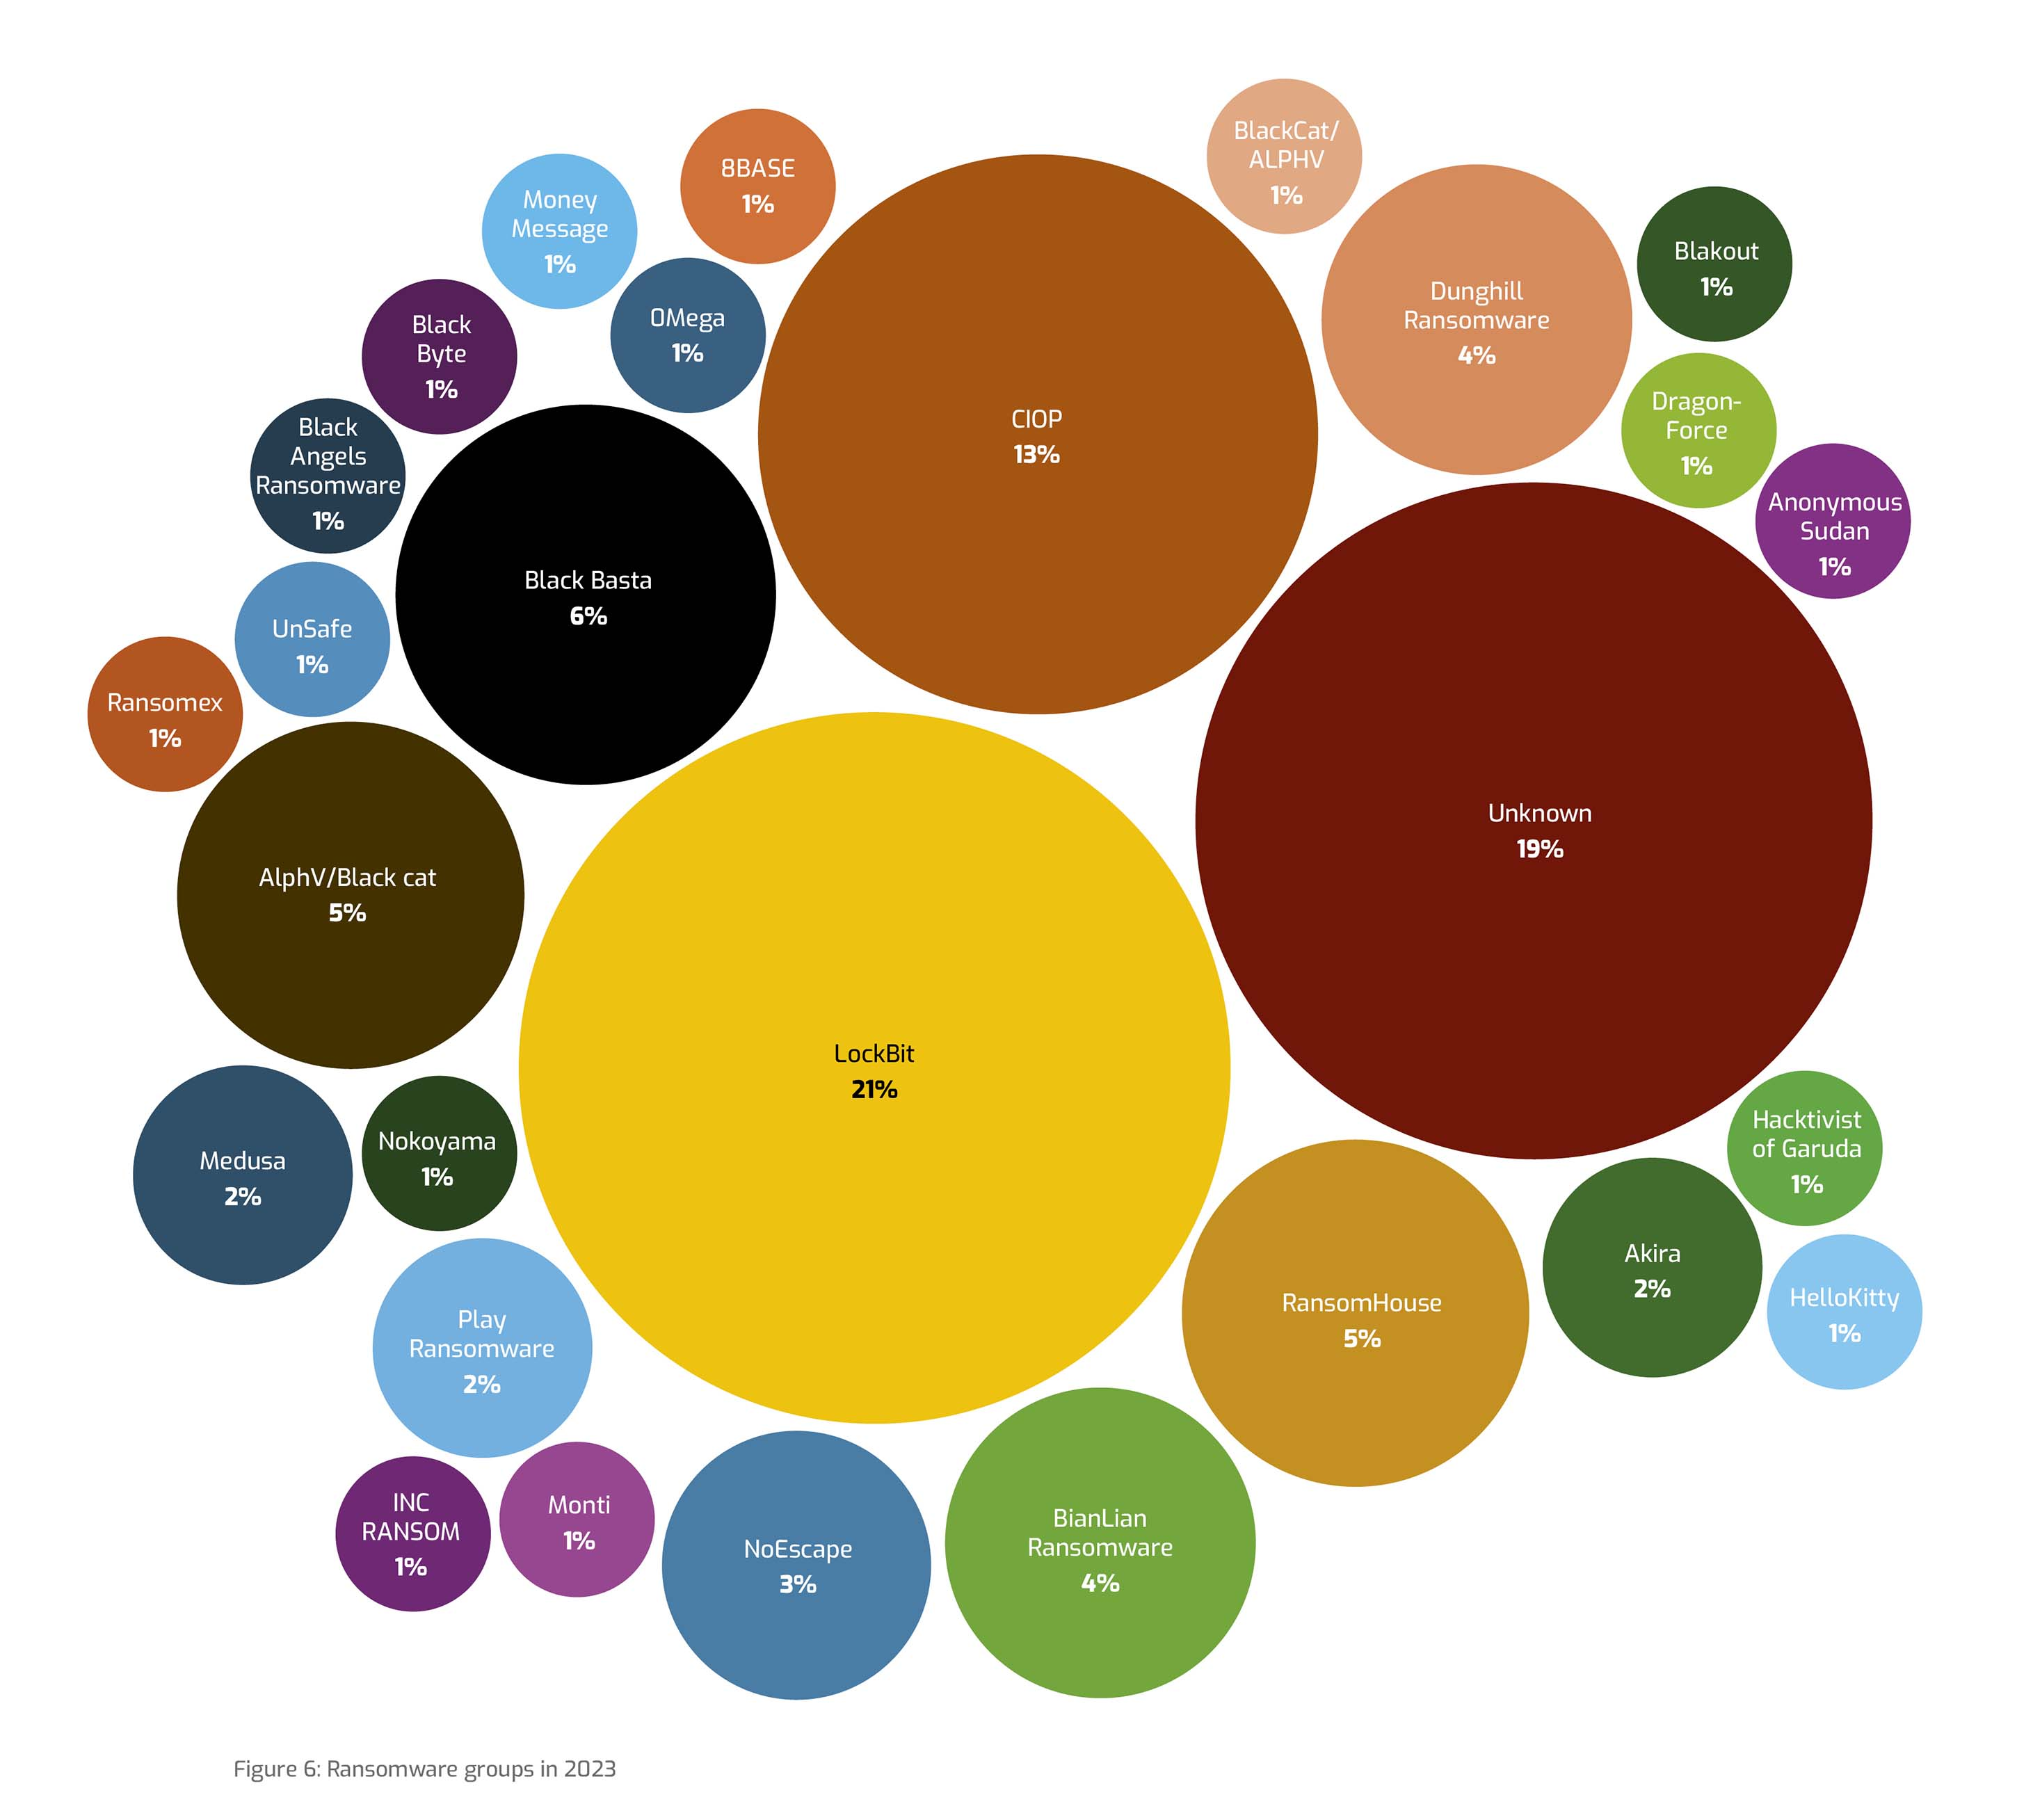 BlackCat/
ALPHV
1%
8BASE
1%
Money
Message
1%
Blakout
1%
Dunghill
Ransomware
4%
0Mega
1%
Black
Byte
1%
CIOP
13%
Dragon-
Force
1%
Black
Angels
Ransomware
1%
Anonymous
Sudan
1%
Black Basta
6%
UnSafe
1%
Ransomex
1%
Unknown
19%
AlphV/Black cat
5%
LockBit
21%
Hacktivist
of Garuda
1%
Nokoyama
1%
Medusa
2%
Akira
2%
HelloKitty
1%
RansomHouse
5%
Play
Ransomware
2%
INC
RANSOM
1%
Monti
1%
NoEscape
3%
BianLian
Ransomware
4%
Figure 6: Ransomware groups in 2023